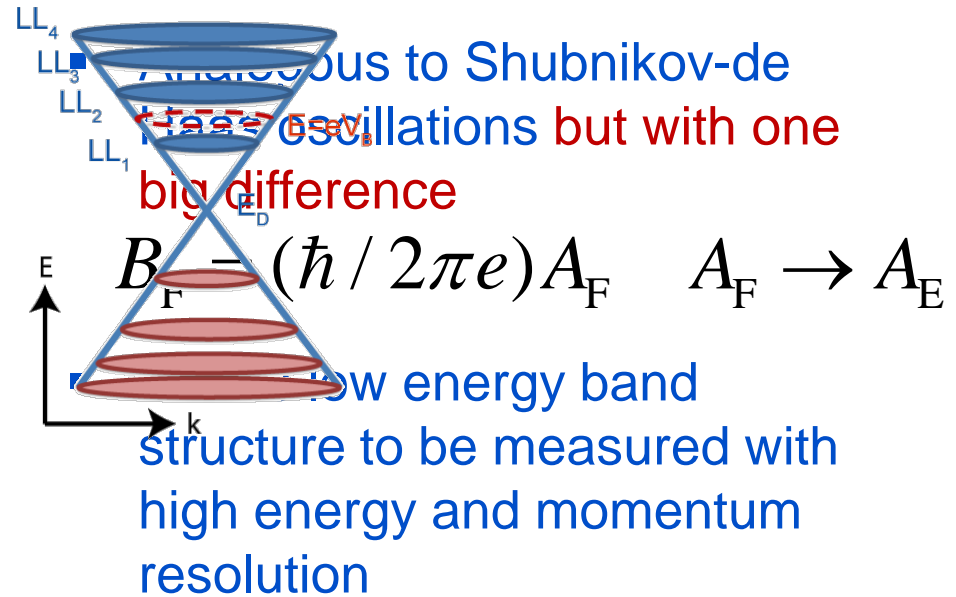 LL4
LL3
LL2
LL1
Analogous to Shubnikov-de
Haas oscillations but with one
big difference
E=eVB
ED
E
k
BF = (ħ / 2πe) AF AF → AE
low energy band
structure to be measured with
high energy and momentum
resolution